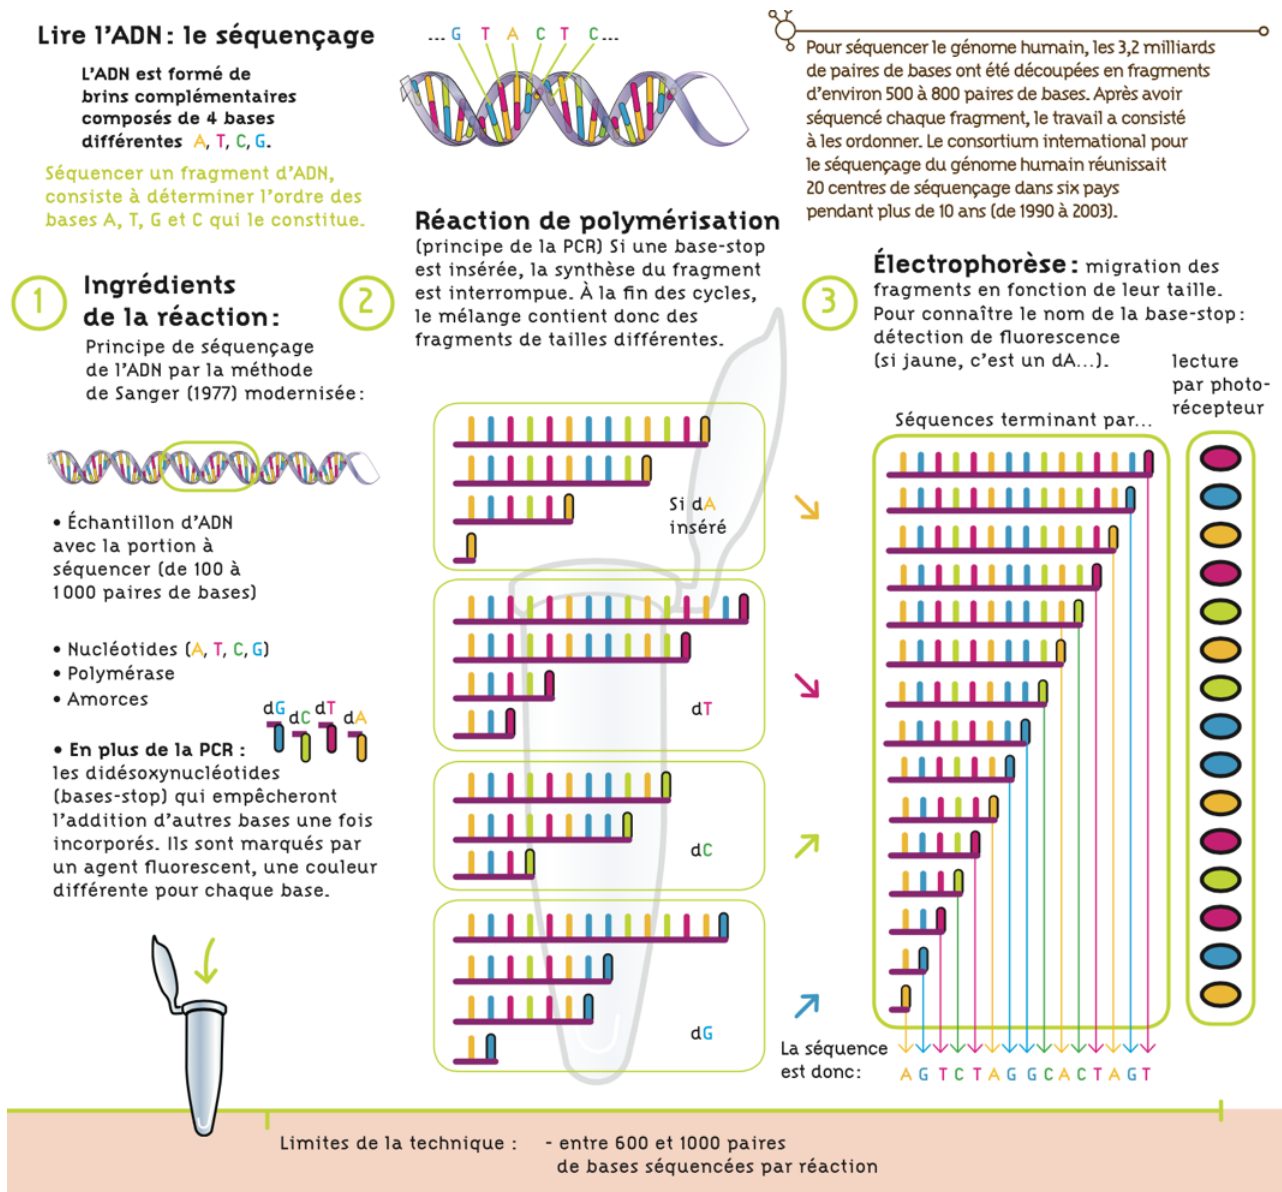 Lire l'ADN : le séquençage
L'ADN est formé de
brins complémentaires
composés de 4 bases
différentes A, T, C, G.
Séquencer un fragment d'ADN,
consiste à déterminer l'ordre des
bases A, T, G et C qui le constitue.
... G T A C T C...
Pour séquencer le génome humain, les 3,2 milliards
de paires de bases ont été découpées en fragments
d'environ 500 à 800 paires de bases. Après avoir
séquencé chaque fragment, le travail a consisté
à les ordonner. Le consortium international pour
le séquençage du génome humain réunissait
20 centres de séquençage dans six pays
pendant plus de 10 ans (de 1990 à 2003).
1
Ingrédients
de la réaction :
Principe de séquençage
de l'ADN par la méthode
de Sanger (1977) modernisée :
• Échantillon d'ADN
avec la portion à
séquencer (de 100 à
1000 paires de bases)
• Nucléotides (A, T, C, G)
• Polymérase
• Amorces
dG dC dT dA
• En plus de la PCR :
les didésoxynucléotides
(bases-stop) qui empêcheront
l'addition d'autres bases une fois
incorporés. Ils sont marqués par
un agent fluorescent, une couleur
différente pour chaque base.
2
Réaction de polymérisation
(principe de la PCR) Si une base-stop
est insérée, la synthèse du fragment
est interrompue. À la fin des cycles,
le mélange contient donc des
fragments de tailles différentes.
Si dA
inséré
dT
dC
dG
3
Électrophorèse : migration des
fragments en fonction de leur taille.
Pour connaître le nom de la base-stop :
détection de fluorescence
(si jaune, c'est un dA...).
lecture
par photo-
récepteur
Séquences terminant par...
La séquence
est donc :
A G T C T A G G C A C T A G T
Limites de la technique : - entre 600 et 1000 paires
de bases séquencées par réaction